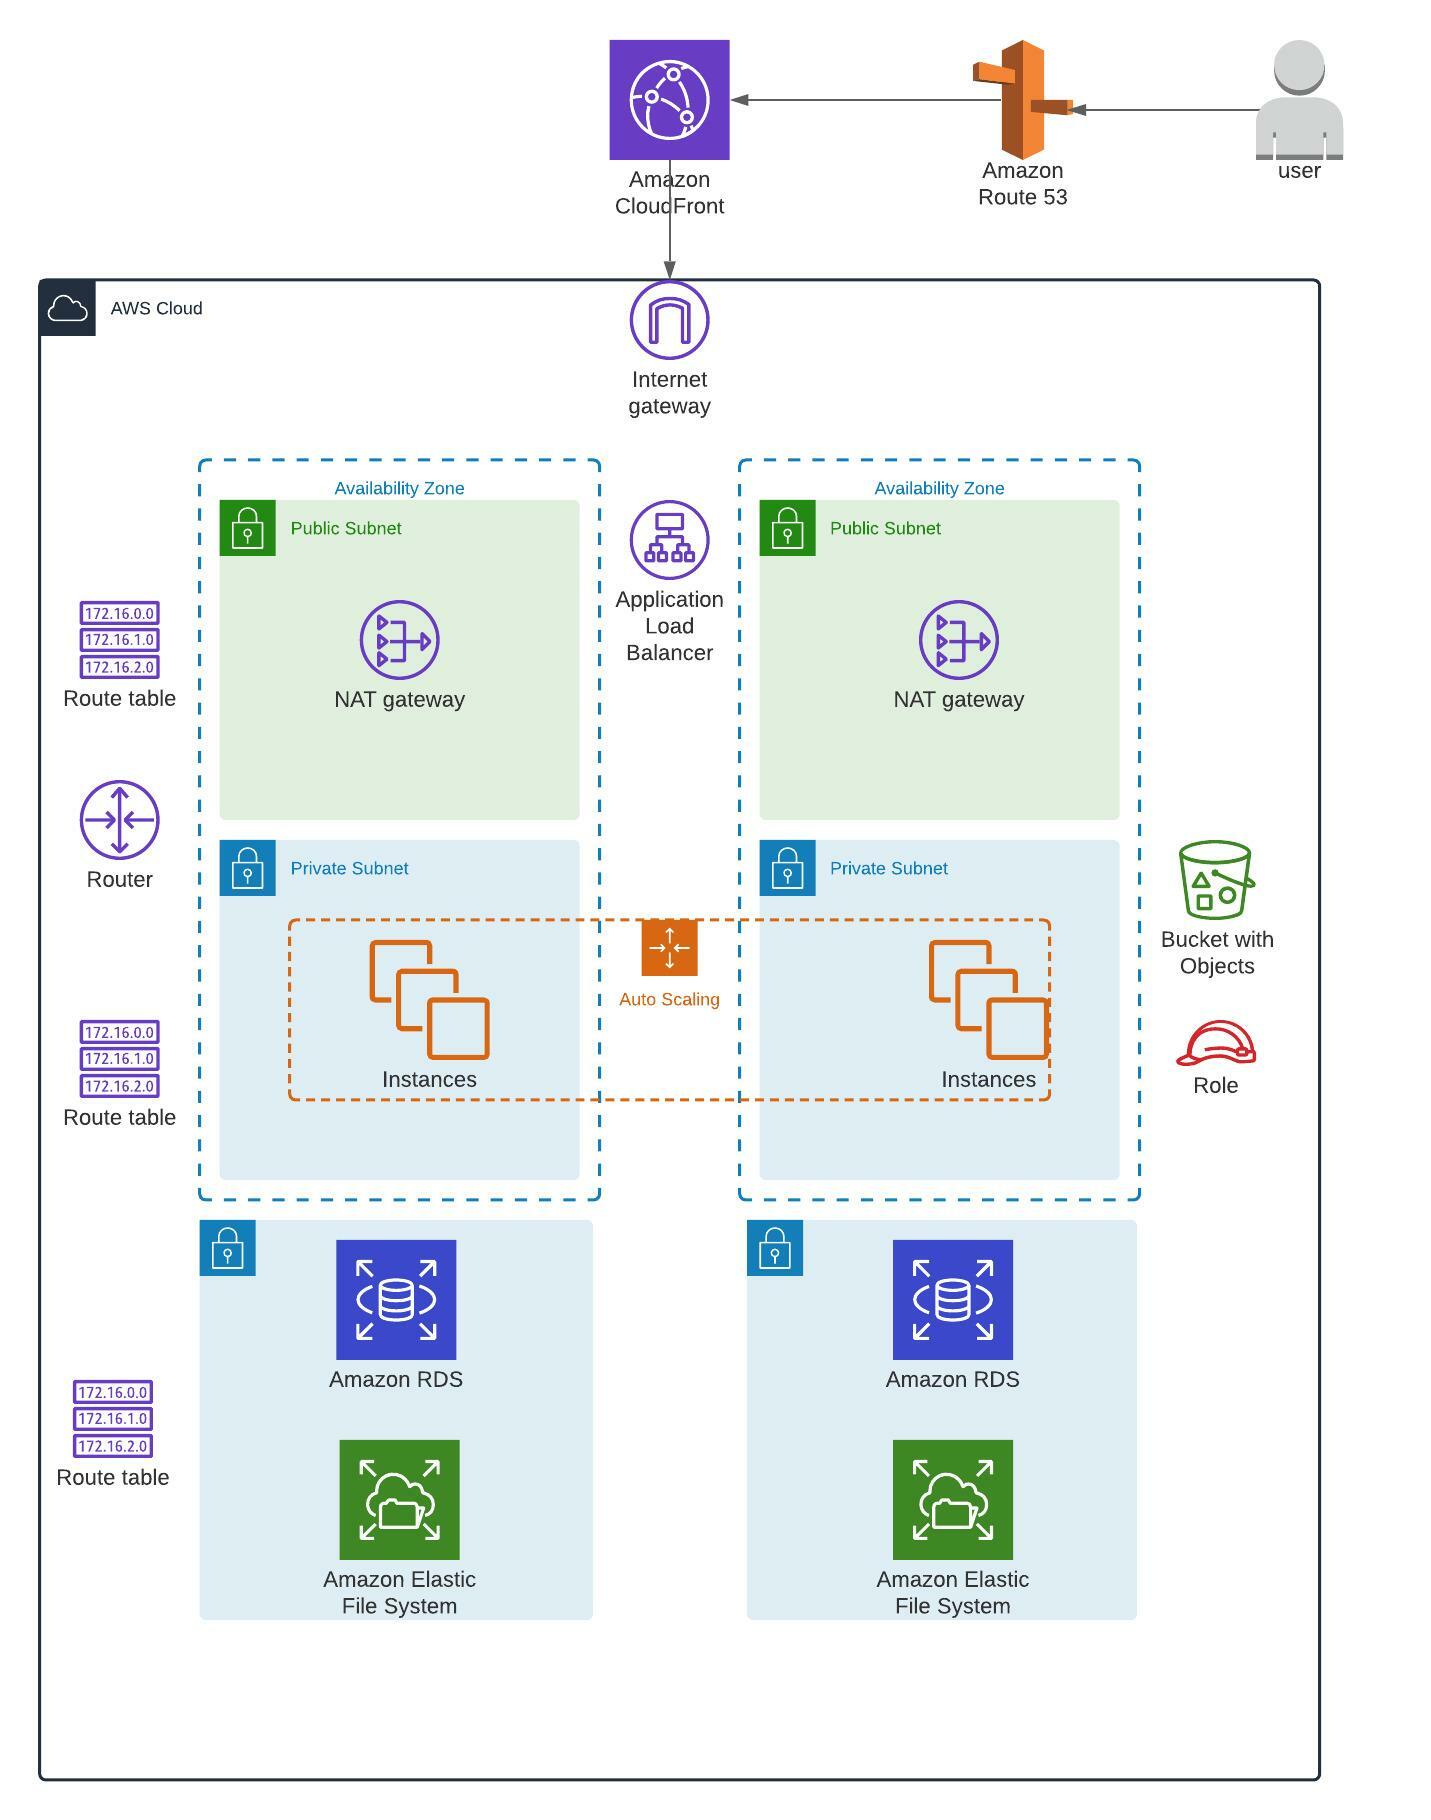 Amazon
CloudFront
Amazon
Route 53
user
AWS Cloud
Internet
gateway
Availability Zone
Availability Zone
Public Subnet
Public Subnet
Application
Load
Balancer
172.16.0.0
172.16.1.0
172.16.2.0
Route table
NAT gateway
NAT gateway
Router
Private Subnet
Private Subnet
Bucket with
Objects
Auto Scaling
172.16.0.0
172.16.1.0
172.16.2.0
Route table
Instances
Instances
Role
Amazon RDS
Amazon RDS
172.16.0.0
172.16.1.0
172.16.2.0
Route table
Amazon Elastic
File System
Amazon Elastic
File System